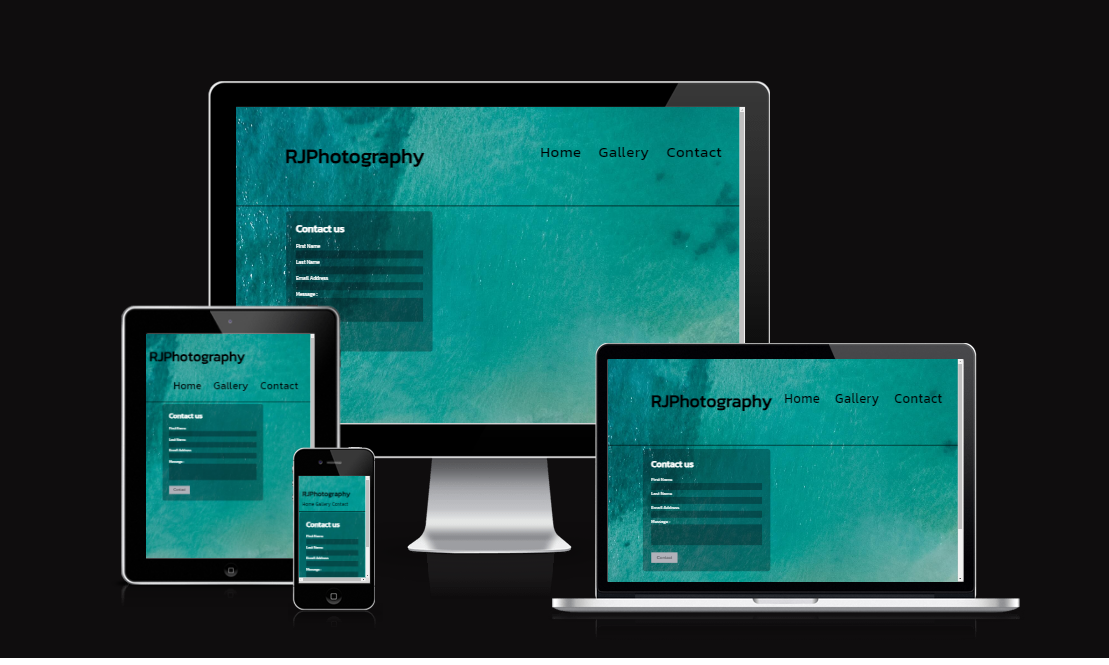 RJPhotography
Home Gallery Contact
Contact us
First Name
Last Name
Email Address
Message :
RJPhotography
Home Gallery Contact
Contact us
First Name
Last Name
Email Address
Message :
Contact
RJPhotography
Home Gallery Contact
Contact us
First Name
Last Name
Email Address
Message :
RJPhotography Home Gallery Contact
Contact us
First Name
Last Name
Email Address
Message :
Contact